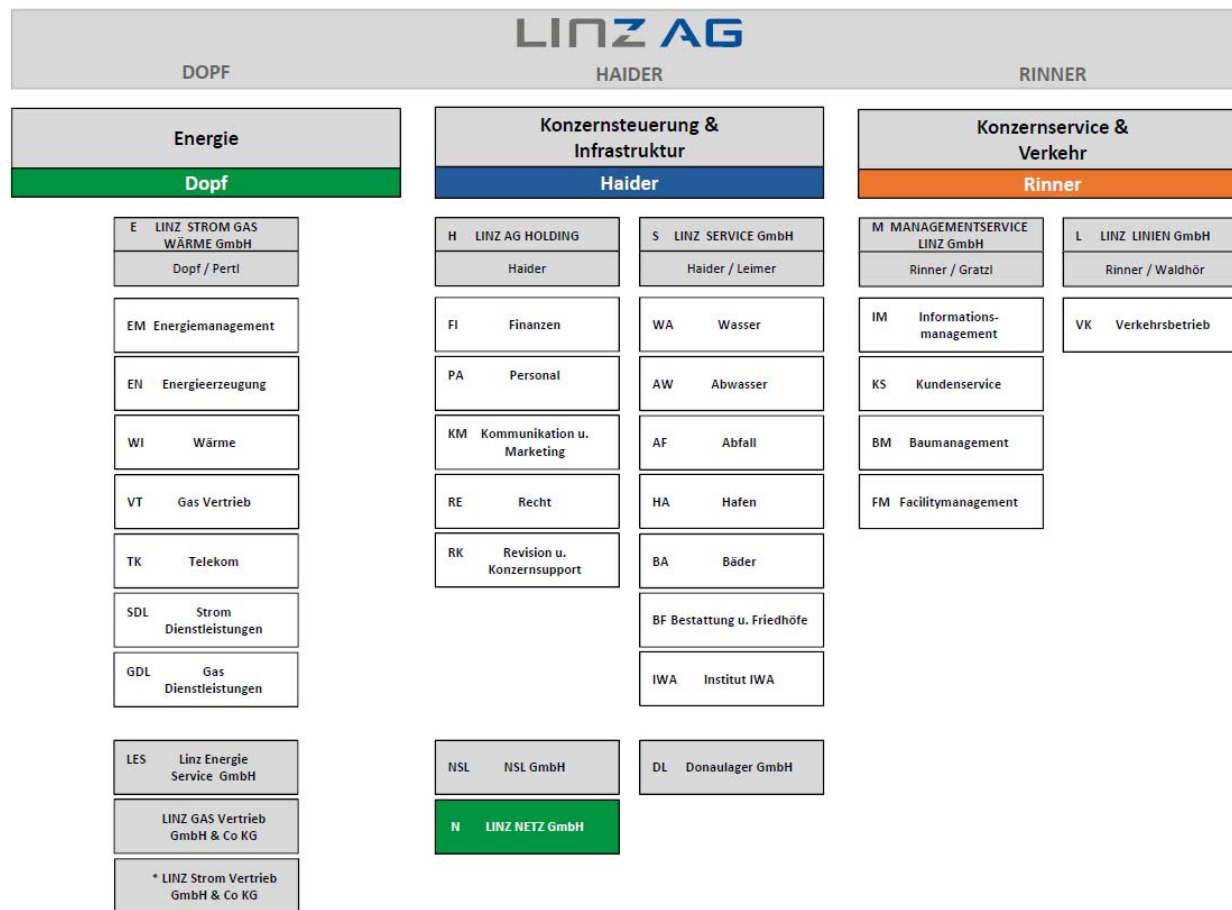 LINZ AG
DOPF HAIDER RINNER
Energie
Dopf
Konzernsteuerung &
Infrastruktur
Haider
Konzernservice &
Verkehr
Rinner
E LINZ STROM GAS
WÄRME GmbH
Dopf / Pertl
EM Energiemanagement
EN Energieerzeugung
WI Wärme
VT Gas Vertrieb
TK Telekom
SDL Strom
Dienstleistungen
GDL Gas
Dienstleistungen
LES Linz Energie
Service GmbH
LINZ GAS Vertrieb
GmbH & Co KG
* LINZ Strom Vertrieb
GmbH & Co KG
H LINZ AG HOLDING
Haider
FI Finanzen
PA Personal
KM Kommunikation u.
Marketing
RE Recht
RK Revision u.
Konzernsupport
NSL NSL GmbH
N LINZ NETZ GmbH
S LINZ SERVICE GmbH
Haider / Leimer
WA Wasser
AW Abwasser
AF Abfall
HA Hafen
BA Bäder
BF Bestattung u. Friedhöfe
IWA Institut IWA
DL Donaulager GmbH
M MANAGEMENTSERVICE
LINZ GmbH
Rinner / Gratzl
IM Informations-
management
KS Kundenservice
BM Baumanagement
FM Facilitymanagement
L LINZ LINIEN GmbH
Rinner / Waldhör
VK Verkehrsbetrieb